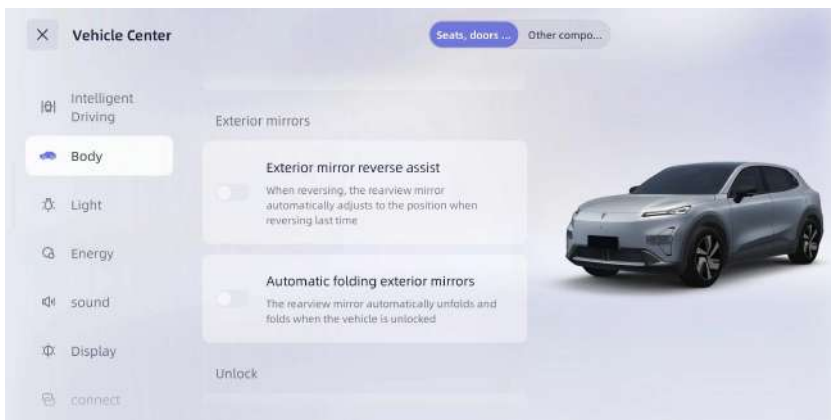 Vehicle Center
Seats, doors ...
Other compo...
Intelligent
Driving
Body
Light
Energy
sound
Display
connect
Exterior mirrors
Exterior mirror reverse assist
When reversing, the rearview mirror
automatically adjusts to the position when
reversing last time
Automatic folding exterior mirrors
The rearview mirror automatically unfolds and
folds when the vehicle is unlocked
Unlock